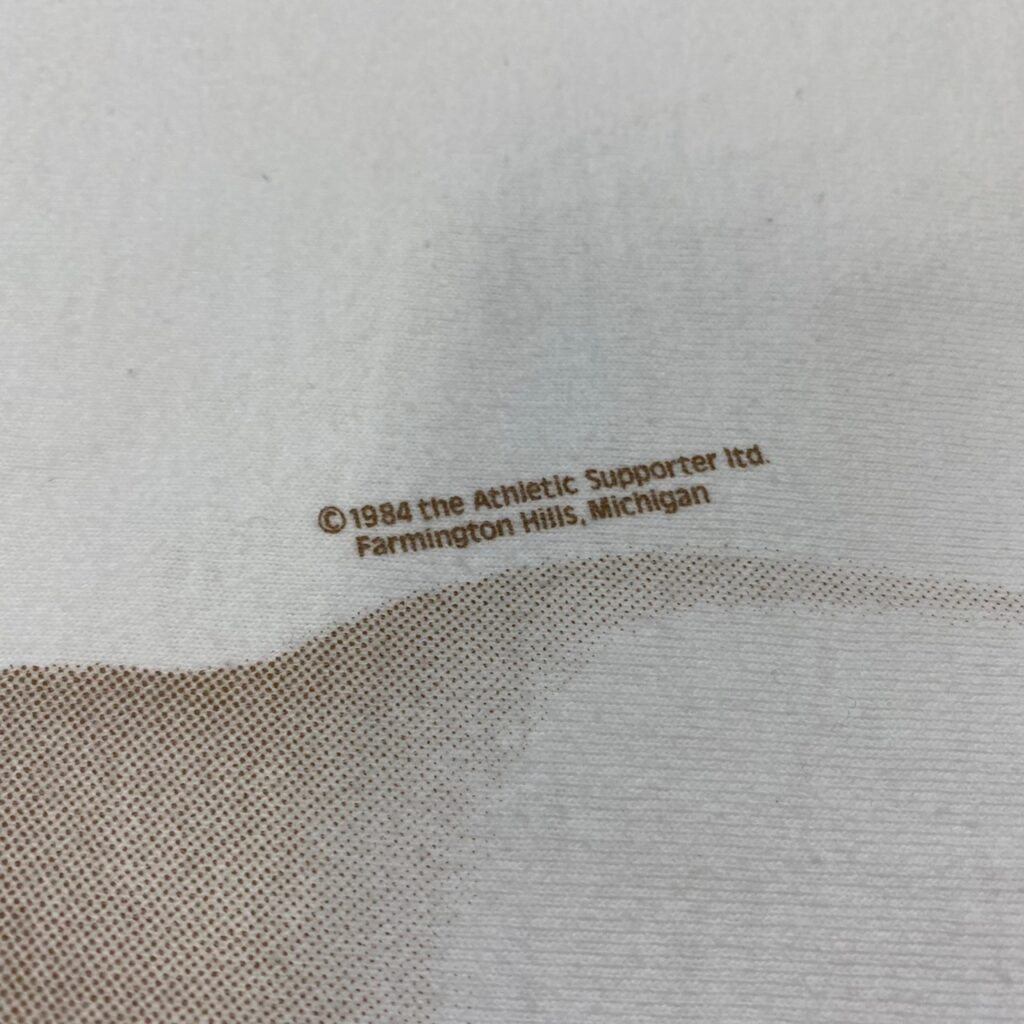 ©1984 the Athletic Supporter ltd.
Farmington Hills, Michigan